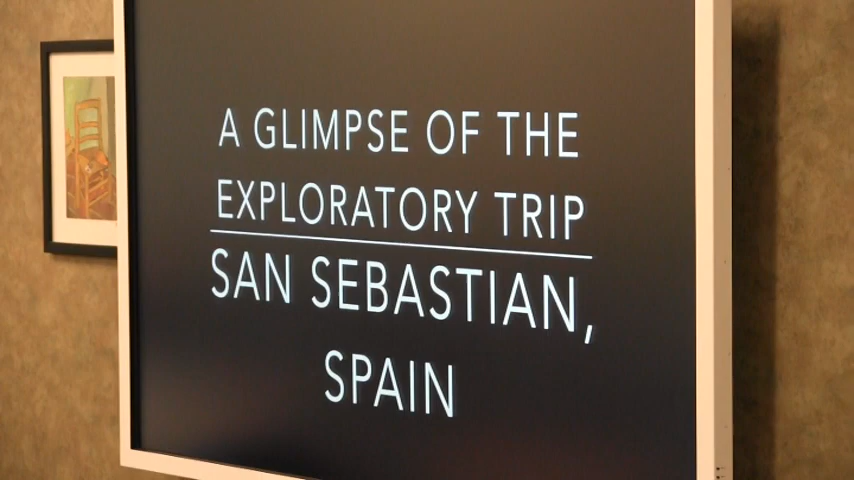 A GLIMPSE OF THE
EXPLORATORY TRIP
SAN SEBASTIAN,
SPAIN